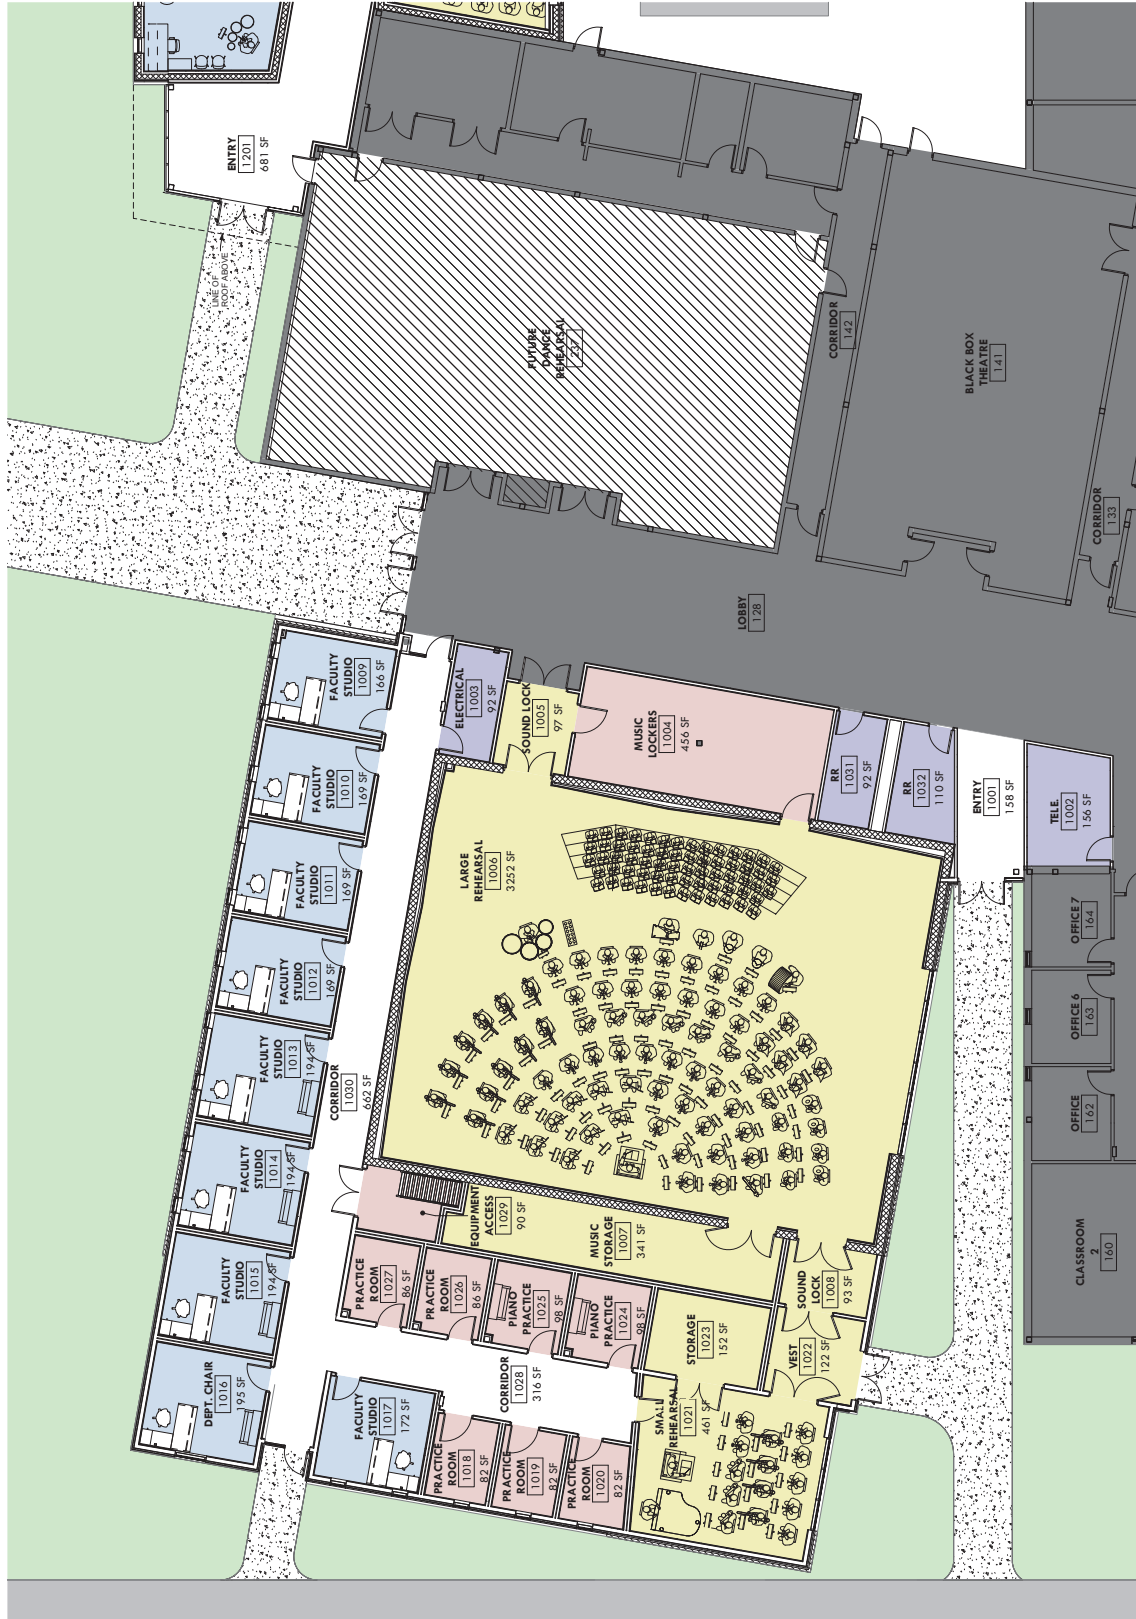 ENTRY
1201
681 SF
LINE OF
ROOF ABOVE
FUTURE
DANCE
REHEARSAL
237
CORRIDOR
142
BLACK BOX
THEATRE
141
CORRIDOR
133
LOBBY
128
FACULTY
STUDIO
1009
166 SF
ELECTRICAL
1003
92 SF
SOUND LOCK
1005
97 SF
MUSIC
LOCKERS
1004
456 SF
RR
1031
92 SF
RR
1032
110 SF
ENTRY
1001
158 SF
TELE.
1002
156 SF
FACULTY
STUDIO
1010
169 SF
FACULTY
STUDIO
1011
169 SF
LARGE
REHEARSAL
1006
3252 SF
OFFICE 7
164
FACULTY
STUDIO
1012
169 SF
OFFICE 6
163
FACULTY
STUDIO
1013
194 SF
CORRIDOR
1030
662 SF
OFFICE
162
FACULTY
STUDIO
1014
194 SF
EQUIPMENT
ACCESS
1029
90 SF
MUSIC
STORAGE
1007
341 SF
CLASSROOM
2
160
FACULTY
STUDIO
1015
194 SF
PRACTICE
ROOM
1027
86 SF
PRACTICE
ROOM
1026
86 SF
PIANO
PRACTICE
1025
98 SF
PIANO
PRACTICE
1024
98 SF
SOUND
LOCK
1008
93 SF
STORAGE
1023
152 SF
VEST
1022
122 SF
DEPT. CHAIR
1016
195 SF
CORRIDOR
1028
316 SF
FACULTY
STUDIO
1017
172 SF
SMALL
REHEARSAL
1021
461 SF
PRACTICE
ROOM
1018
82 SF
PRACTICE
ROOM
1019
82 SF
PRACTICE
ROOM
1020
82 SF